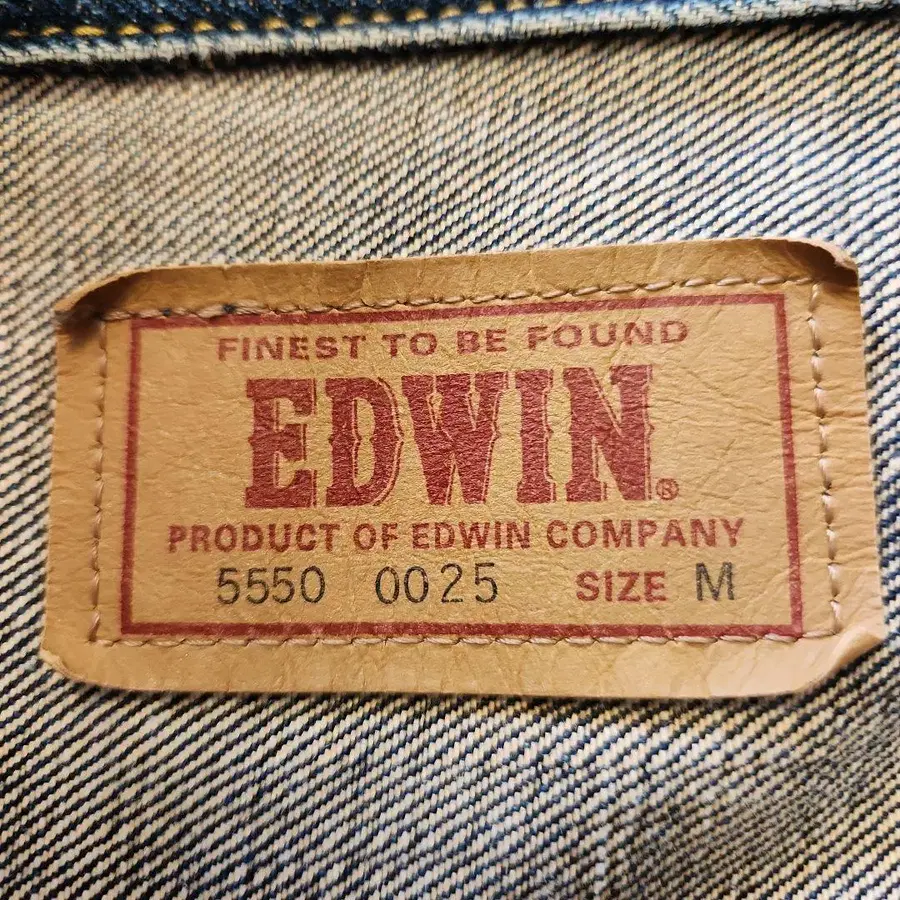 FINEST TO BE FOUND
EDWIN®
PRODUCT OF EDWIN COMPANY
5550 0025 SIZE M